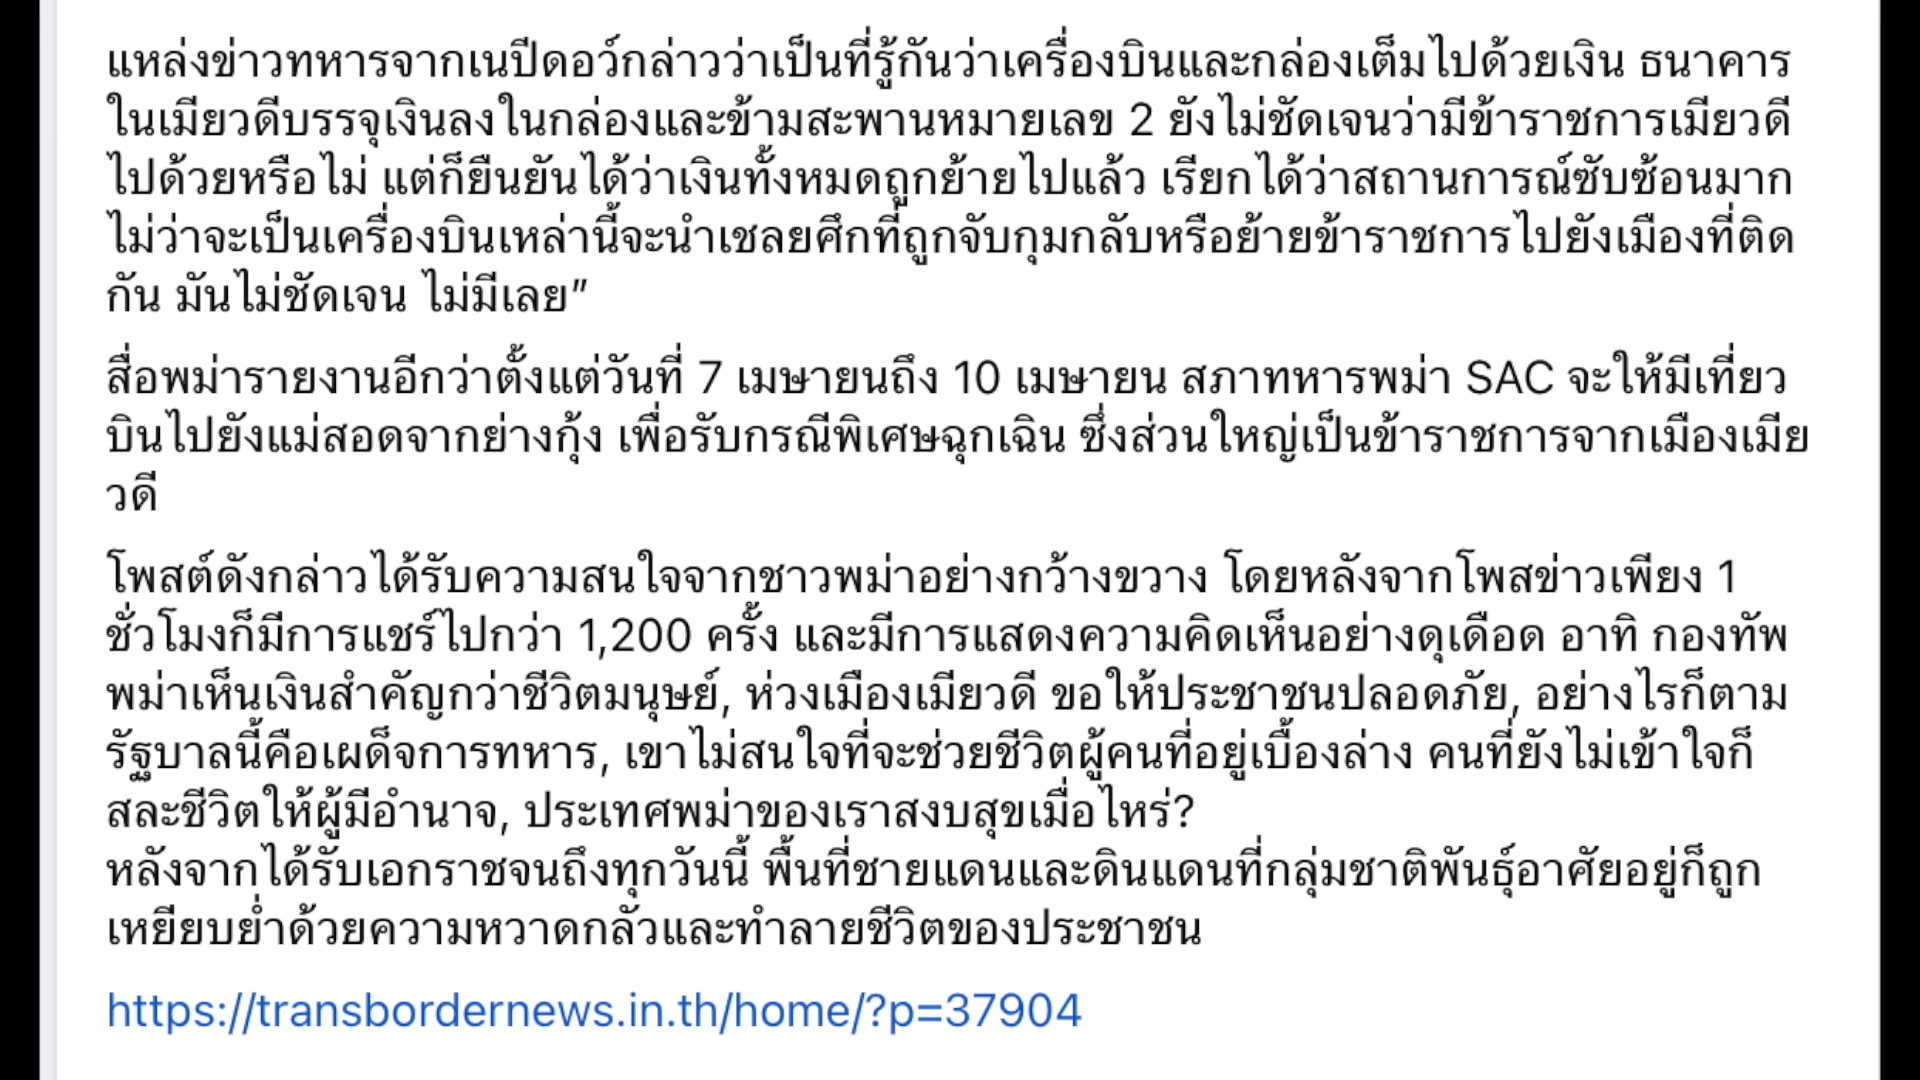 แหล่งข่าวทหารจากเนปีดอว์กล่าวว่าเป็นที่รู้กันว่าเครื่องบินและกล่องเต็มไปด้วยเงิน ธนาคาร
ในเมียวดีบรรจุเงินลงในกล่องและข้ามสะพานหมายเลข 2 ยังไม่ชัดเจนว่ามีข้าราชการเมียวดี
ไปด้วยหรือไม่ แต่ก็ยืนยันได้ว่าเงินทั้งหมดถูกย้ายไปแล้ว เรียกได้ว่าสถานการณ์ซับซ้อนมาก
ไม่ว่าจะเป็นเครื่องบินเหล่านี้จะนำเชลยศึกที่ถูกจับกุมกลับหรือย้ายข้าราชการไปยังเมืองที่ติด
กัน มันไม่ชัดเจน ไม่มีเลย”
สื่อพม่ารายงานอีกว่าตั้งแต่วันที่ 7 เมษายนถึง 10 เมษายน สภาทหารพม่า SAC จะให้มีเที่ยว
บินไปยังแม่สอดจากย่างกุ้ง เพื่อรับกรณีพิเศษฉุกเฉิน ซึ่งส่วนใหญ่เป็นข้าราชการจากเมืองเมีย
วดี
โพสต์ดังกล่าวได้รับความสนใจจากชาวพม่าอย่างกว้างขวาง โดยหลังจากโพสข่าวเพียง 1
ชั่วโมงก็มีการแชร์ไปกว่า 1,200 ครั้ง และมีการแสดงความคิดเห็นอย่างดุเดือด อาทิ กองทัพ
พม่าเห็นเงินสำคัญกว่าชีวิตมนุษย์, ห่วงเมืองเมียวดี ขอให้ประชาชนปลอดภัย, อย่างไรก็ตาม
รัฐบาลนี้คือเผด็จการทหาร, เขาไม่สนใจที่จะช่วยชีวิตผู้คนที่อยู่เบื้องล่าง คนที่ยังไม่เข้าใจก็
สละชีวิตให้ผู้มีอำนาจ, ประเทศพม่าของเราสงบสุขเมื่อไหร่?
หลังจากได้รับเอกราชจนถึงทุกวันนี้ พื้นที่ชายแดนและดินแดนที่กลุ่มชาติพันธุ์อาศัยอยู่ก็ถูก
เหยียบย่ำด้วยความหวาดกลัวและทำลายชีวิตของประชาชน
https://transbordernews.in.th/home/?p=37904